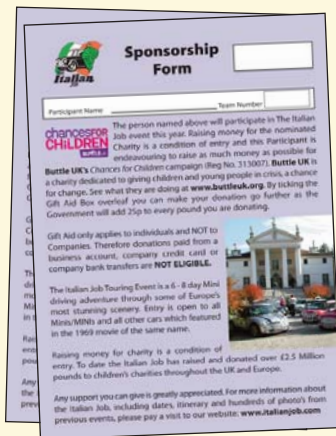 Italian
Job
Sponsorship
Form
Participant Name
Team Number
chancesFOR
CHiLDREN
BUTTLE UK
The person named above will participate in The Italian
Job event this year. Raising money for the nominated
Charity is a condition of entry and this Participant is
endeavouring to raise as much money as possible for
Buttle UK's Chances for Children campaign (Reg No. 313007). Buttle UK is
a charity dedicated to giving children and young people in crisis, a chance
for change. See what they are doing at www.buttleuk.org. By ticking the
Gift Aid Box overleaf you can make your donation go further as the
Government will add 25p to every pound you are donating.
Gift Aid only applies to individuals and NOT to
Companies. Therefore donations paid from a
business account, company credit card or
company bank transfers are NOT ELIGIBLE.
The Italian Job Touring Event is a 6 - 8 day Mini
driving adventure through some of Europe's
most stunning scenery. Entry is open to all
Minis/MINIs and all other cars which featured
in the 1969 movie of the same name.
Raising money for charity is a condition of
entry. To date the Italian Job has raised and donated over £2.5 Million
pounds to children's charities throughout the UK and Europe.
Any support you can give is greatly appreciated. For more information about
the Italian Job, including dates, itinerary and hundreds of photo's from
previous events, please pay a visit to our website: www.italianjob.com